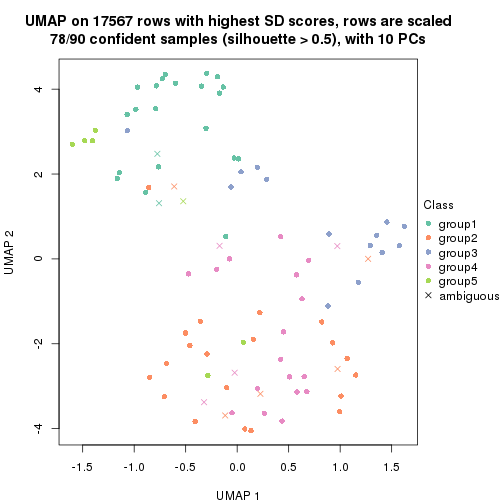 UMAP on 17567 rows with highest SD scores, rows are scaled
78/90 confident samples (silhouette > 0.5), with 10 PCs
4
2
0
-2
-4
UMAP 2
-1.5
-1.0
-0.5
0.0
0.5
1.0
1.5
UMAP 1
Class
group1
group2
group3
group4
group5
ambiguous